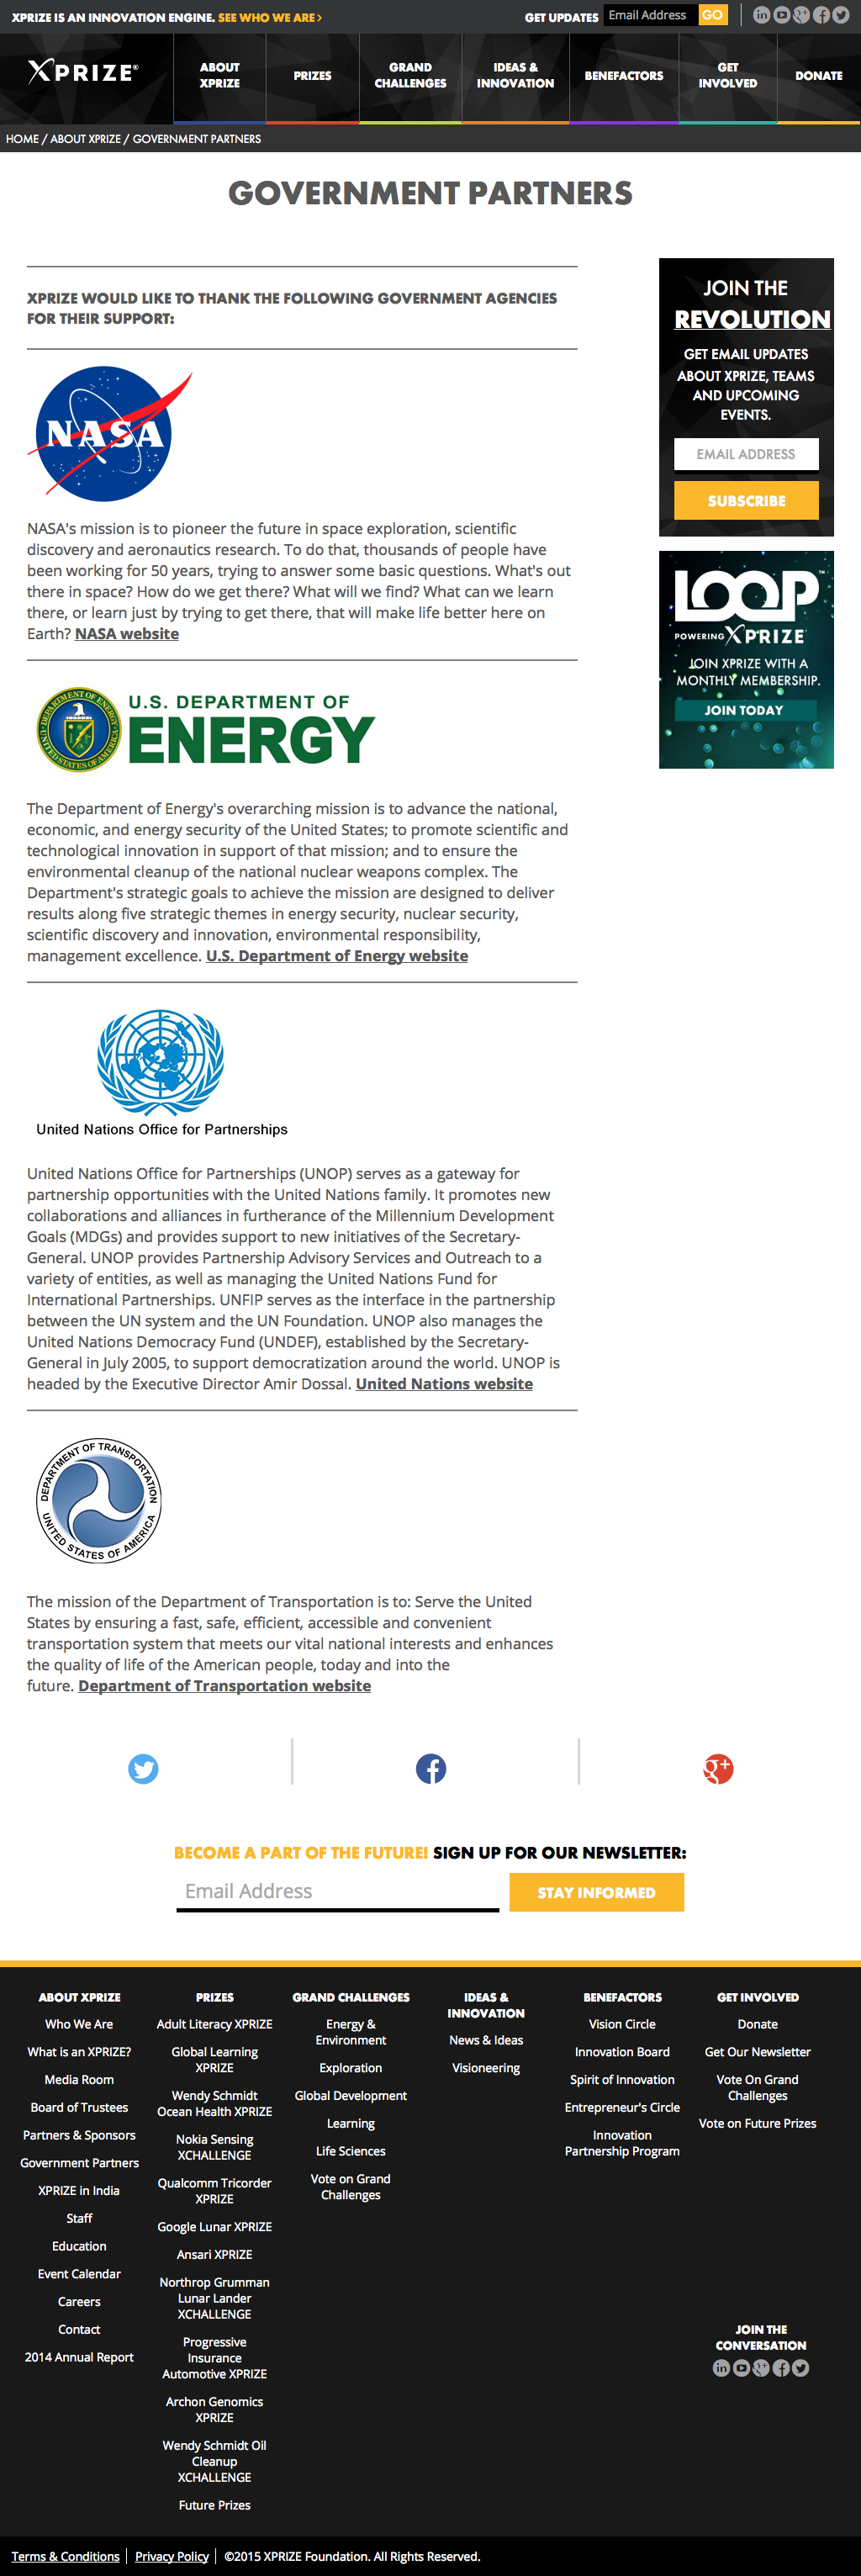 XPRIZE IS AN INNOVATION ENGINE. SEE WHO WE ARE ›
GET UPDATES Email Address GO
XPRIZE®
ABOUT
XPRIZE
PRIZES
GRAND
CHALLENGES
IDEAS &
INNOVATION
BENEFACTORS
GET
INVOLVED
DONATE
HOME / ABOUT XPRIZE / GOVERNMENT PARTNERS
GOVERNMENT PARTNERS
XPRIZE WOULD LIKE TO THANK THE FOLLOWING GOVERNMENT AGENCIES
FOR THEIR SUPPORT:
NASA
NASA's mission is to pioneer the future in space exploration, scientific
discovery and aeronautics research. To do that, thousands of people have
been working for 50 years, trying to answer some basic questions. What's out
there in space? How do we get there? What will we find? What can we learn
there, or learn just by trying to get there, that will make life better here on
Earth? NASA website
DEPARTMENT OF ENERGY
UNITED STATES OF AMERICA
U.S. DEPARTMENT OF
ENERGY
The Department of Energy's overarching mission is to advance the national,
economic, and energy security of the United States; to promote scientific and
technological innovation in support of that mission; and to ensure the
environmental cleanup of the national nuclear weapons complex. The
Department's strategic goals to achieve the mission are designed to deliver
results along five strategic themes in energy security, nuclear security,
scientific discovery and innovation, environmental responsibility,
management excellence. U.S. Department of Energy website
United Nations Office for Partnerships
United Nations Office for Partnerships (UNOP) serves as a gateway for
partnership opportunities with the United Nations family. It promotes new
collaborations and alliances in furtherance of the Millennium Development
Goals (MDGs) and provides support to new initiatives of the Secretary-
General. UNOP provides Partnership Advisory Services and Outreach to a
variety of entities, as well as managing the United Nations Fund for
International Partnerships. UNFIP serves as the interface in the partnership
between the UN system and the UN Foundation. UNOP also manages the
United Nations Democracy Fund (UNDEF), established by the Secretary-
General in July 2005, to support democratization around the world. UNOP is
headed by the Executive Director Amir Dossal. United Nations website
DEPARTMENT OF TRANSPORTATION
UNITED STATES OF AMERICA
The mission of the Department of Transportation is to: Serve the United
States by ensuring a fast, safe, efficient, accessible and convenient
transportation system that meets our vital national interests and enhances
the quality of life of the American people, today and into the
future. Department of Transportation website
JOIN THE
REVOLUTION
GET EMAIL UPDATES
ABOUT XPRIZE, TEAMS
AND UPCOMING
EVENTS.
EMAIL ADDRESS
SUBSCRIBE
LOOP™
POWERING XPRIZE
JOIN XPRIZE WITH A
MONTHLY MEMBERSHIP.
JOIN TODAY
BECOME A PART OF THE FUTURE! SIGN UP FOR OUR NEWSLETTER:
Email Address
STAY INFORMED
ABOUT XPRIZE
Who We Are
What is an XPRIZE?
Media Room
Board of Trustees
Partners & Sponsors
Government Partners
XPRIZE in India
Staff
Education
Event Calendar
Careers
Contact
2014 Annual Report
PRIZES
Adult Literacy XPRIZE
Global Learning
XPRIZE
Wendy Schmidt
Ocean Health XPRIZE
Nokia Sensing
XCHALLENGE
Qualcomm Tricorder
XPRIZE
Google Lunar XPRIZE
Ansari XPRIZE
Northrop Grumman
Lunar Lander
XCHALLENGE
Progressive
Insurance
Automotive XPRIZE
Archon Genomics
XPRIZE
Wendy Schmidt Oil
Cleanup
XCHALLENGE
Future Prizes
GRAND CHALLENGES
Energy &
Environment
Exploration
Global Development
Learning
Life Sciences
Vote on Grand
Challenges
IDEAS &
INNOVATION
News & Ideas
Visioneering
BENEFACTORS
Vision Circle
Innovation Board
Spirit of Innovation
Entrepreneur's Circle
Innovation
Partnership Program
GET INVOLVED
Donate
Get Our Newsletter
Vote On Grand
Challenges
Vote on Future Prizes
JOIN THE
CONVERSATION
Terms & Conditions | Privacy Policy | ©2015 XPRIZE Foundation. All Rights Reserved.